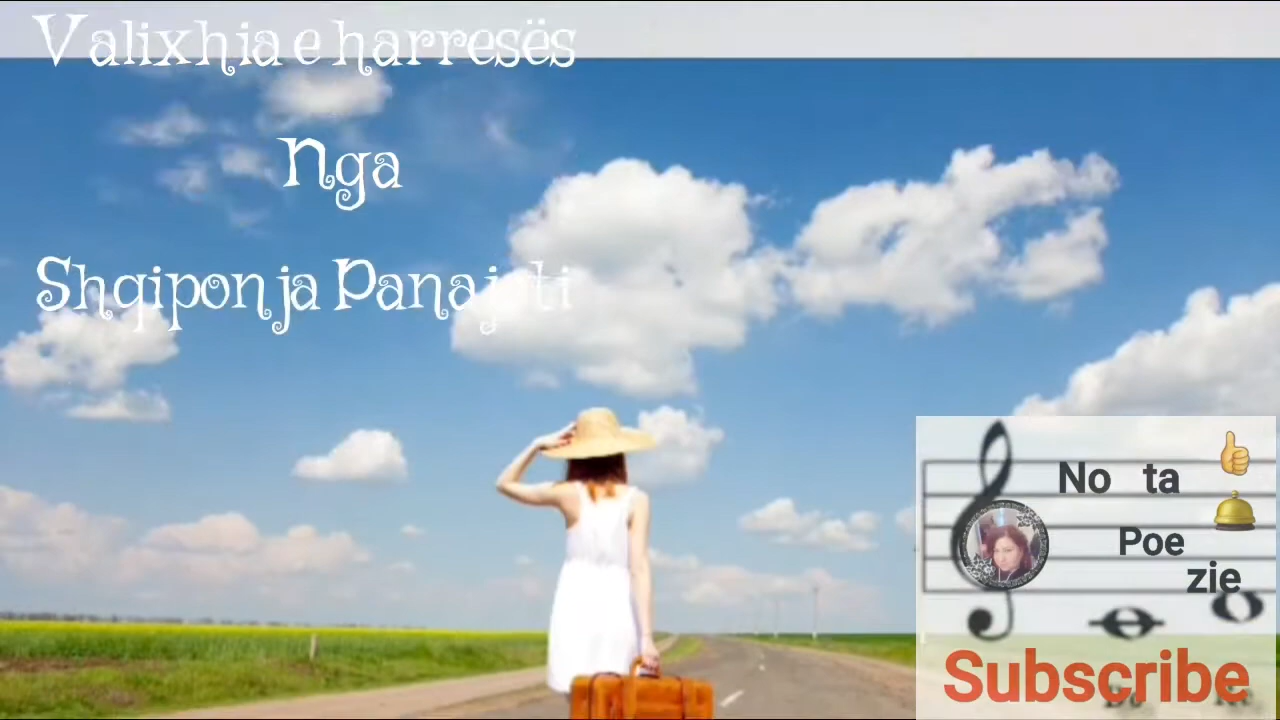 Valixhia e harresës
Nga
Shqiponja Panajoti
No ta
Poe
zie
Subscribe